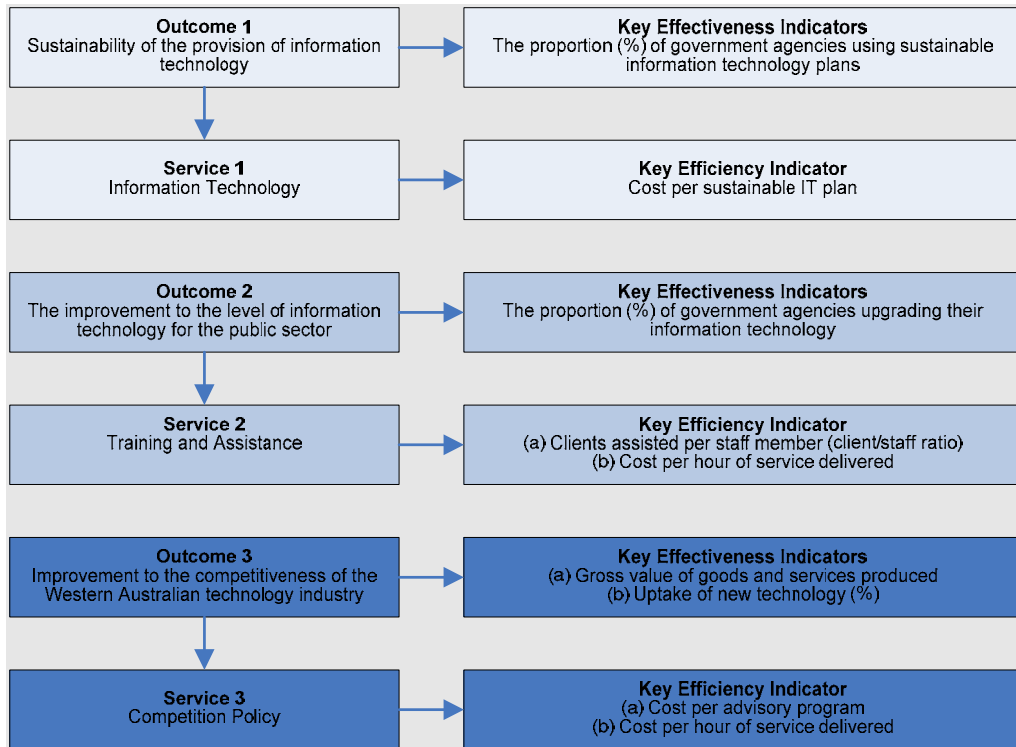 Outcome 1
Sustainability of the provision of information
technology
Key Effectiveness Indicators
The proportion (%) of government agencies using sustainable
information technology plans
Service 1
Information Technology
Key Efficiency Indicator
Cost per sustainable IT plan
Outcome 2
The improvement to the level of information
technology for the public sector
Key Effectiveness Indicators
The proportion (%) of government agencies upgrading their
information technology
Service 2
Training and Assistance
Key Efficiency Indicator
(a) Clients assisted per staff member (client/staff ratio)
(b) Cost per hour of service delivered
Outcome 3
Improvement to the competitiveness of the
Western Australian technology industry
Key Effectiveness Indicators
(a) Gross value of goods and services produced
(b) Uptake of new technology (%)
Service 3
Competition Policy
Key Efficiency Indicator
(a) Cost per advisory program
(b) Cost per hour of service delivered